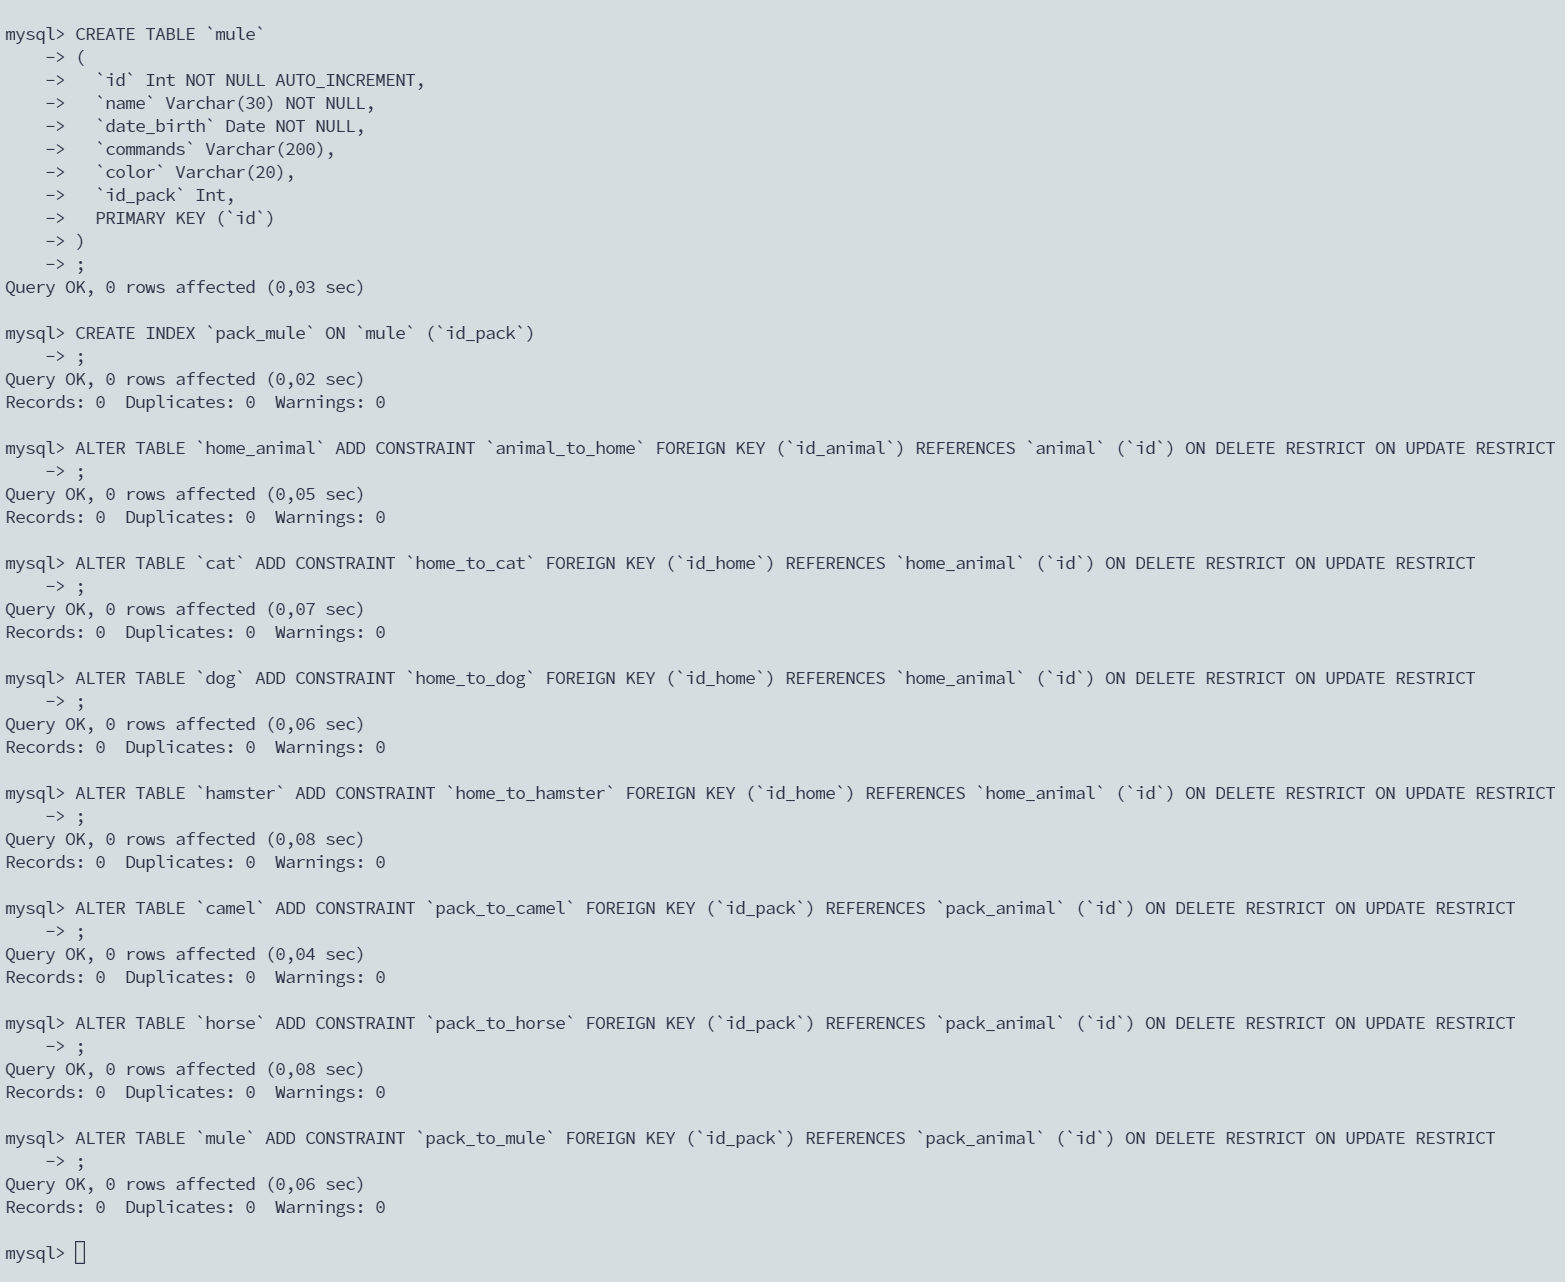 mysql> CREATE TABLE `mule`
    -> (
    ->   `id` Int NOT NULL AUTO_INCREMENT,
    ->   `name` Varchar(30) NOT NULL,
    ->   `date_birth` Date NOT NULL,
    ->   `commands` Varchar(200),
    ->   `color` Varchar(20),
    ->   `id_pack` Int,
    ->   PRIMARY KEY (`id`)
    -> )
    -> ;
Query OK, 0 rows affected (0,03 sec)

mysql> CREATE INDEX `pack_mule` ON `mule` (`id_pack`)
    -> ;
Query OK, 0 rows affected (0,02 sec)
Records: 0  Duplicates: 0  Warnings: 0

mysql> ALTER TABLE `home_animal` ADD CONSTRAINT `animal_to_home` FOREIGN KEY (`id_animal`) REFERENCES `animal` (`id`) ON DELETE RESTRICT ON UPDATE RESTRICT
    -> ;
Query OK, 0 rows affected (0,05 sec)
Records: 0  Duplicates: 0  Warnings: 0

mysql> ALTER TABLE `cat` ADD CONSTRAINT `home_to_cat` FOREIGN KEY (`id_home`) REFERENCES `home_animal` (`id`) ON DELETE RESTRICT ON UPDATE RESTRICT
    -> ;
Query OK, 0 rows affected (0,07 sec)
Records: 0  Duplicates: 0  Warnings: 0

mysql> ALTER TABLE `dog` ADD CONSTRAINT `home_to_dog` FOREIGN KEY (`id_home`) REFERENCES `home_animal` (`id`) ON DELETE RESTRICT ON UPDATE RESTRICT
    -> ;
Query OK, 0 rows affected (0,06 sec)
Records: 0  Duplicates: 0  Warnings: 0

mysql> ALTER TABLE `hamster` ADD CONSTRAINT `home_to_hamster` FOREIGN KEY (`id_home`) REFERENCES `home_animal` (`id`) ON DELETE RESTRICT ON UPDATE RESTRICT
    -> ;
Query OK, 0 rows affected (0,08 sec)
Records: 0  Duplicates: 0  Warnings: 0

mysql> ALTER TABLE `camel` ADD CONSTRAINT `pack_to_camel` FOREIGN KEY (`id_pack`) REFERENCES `pack_animal` (`id`) ON DELETE RESTRICT ON UPDATE RESTRICT
    -> ;
Query OK, 0 rows affected (0,04 sec)
Records: 0  Duplicates: 0  Warnings: 0

mysql> ALTER TABLE `horse` ADD CONSTRAINT `pack_to_horse` FOREIGN KEY (`id_pack`) REFERENCES `pack_animal` (`id`) ON DELETE RESTRICT ON UPDATE RESTRICT
    -> ;
Query OK, 0 rows affected (0,08 sec)
Records: 0  Duplicates: 0  Warnings: 0

mysql> ALTER TABLE `mule` ADD CONSTRAINT `pack_to_mule` FOREIGN KEY (`id_pack`) REFERENCES `pack_animal` (`id`) ON DELETE RESTRICT ON UPDATE RESTRICT
    -> ;
Query OK, 0 rows affected (0,06 sec)
Records: 0  Duplicates: 0  Warnings: 0

mysql>